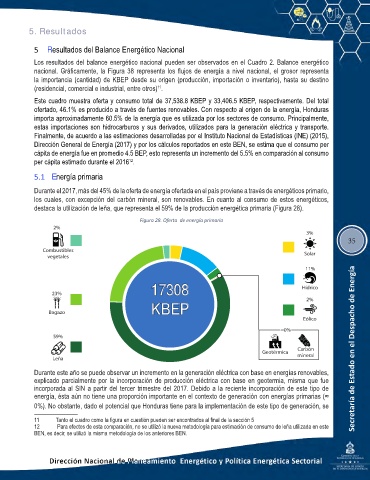 5. Resultados
5 Resultados del Balance Energético Nacional
Los resultados del balance energético nacional pueden ser observados en el Cuadro 2. Balance energético
nacional. Gráficamente, la Figura 38 representa los flujos de energía a nivel nacional, el grosor representa
la importancia (cantidad) de KBEP desde su origen (producción, importación o inventario), hasta su destino
(residencial, comercial e industrial, entre otros)11.
Este cuadro muestra oferta y consumo total de 37,538.8 KBEP y 33,406.5 KBEP, respectivamente. Del total
ofertado, 46.1% es producido a través de fuentes renovables. Con respecto al origen de la energía, Honduras
importa aproximadamente 60.5% de la energía que es utilizada por los sectores de consumo. Principalmente,
estas importaciones son hidrocarburos y sus derivados, utilizados para la generación eléctrica y transporte.
Finalmente, de acuerdo a las estimaciones desarrolladas por el Instituto Nacional de Estadísticas (INE) (2015),
Dirección General de Energía (2017) y por los cálculos reportados en este BEN, se estima que el consumo per
cápita de energía fue en promedio 4.5 BEP, esto representa un incremento del 5.5% en comparación al consumo
per cápita estimado durante el 201612.
5.1 Energía primaria
Durante el 2017, más del 45% de la oferta de energía ofertada en el país proviene a través de energéticos primario,
los cuales, con excepción del carbón mineral, son renovables. En cuanto al consumo de estos energéticos,
destaca la utilización de leña, que representa el 59% de la producción energética primaria (Figura 28).
Figura 28. Oferta de energía primaria
2%
Combustibles
vegetales
23%
Bagazo
59%
Leña
17308
KBEP
3%
Solar
11%
Hídrico
2%
Eólico
~0%
Geotérmica
Carbón
mineral
35
Secretaría de Estado en el Despacho de Energía
Durante este año se puede observar un incremento en la generación eléctrica con base en energías renovables,
explicado parcialmente por la incorporación de producción eléctrica con base en geotermia, misma que fue
incorporada al SIN a partir del tercer trimestre del 2017. Debido a la reciente incorporación de este tipo de
energía, ésta aún no tiene una proporción importante en el contexto de generación con energías primarias (≈
0%). No obstante, dado el potencial que Honduras tiene para la implementación de este tipo de generación, se
11 Tanto el cuadro como la figura en cuestión pueden ser encontrados al final de la sección 5
12 Para efectos de esta comparación, no se utilizó la nueva metodología para estimación de consumo de leña utilizada en este
BEN, es decir, se utilizó la misma metodología de los anteriores BEN.
Dirección Nacional de Planeamiento Energético y Política Energética Sectorial